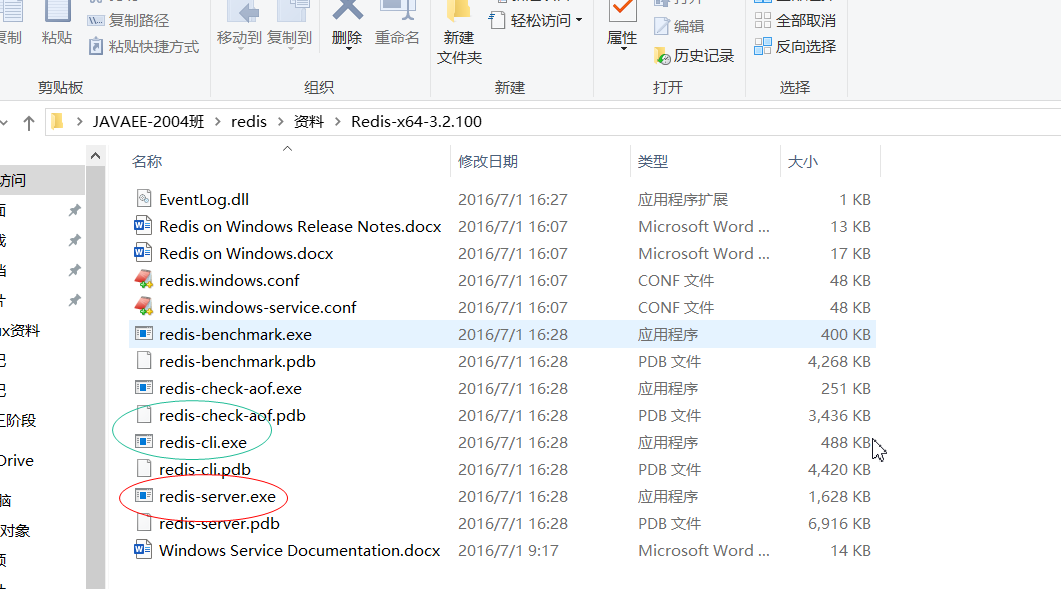 复制路径
粘贴
粘贴快捷方式
移动到
复制到
删除
重命名
新建
文件夹
轻松访问
属性
编辑
历史记录
全部取消
反向选择
剪贴板
组织
新建
打开
选择
JAVAEE-2004班 > redis > 资料 > Redis-x64-3.2.100
名称 修改日期 类型 大小
EventLog.dll 2016/7/1 16:27 应用程序扩展 1 KB
Redis on Windows Release Notes.docx 2016/7/1 16:07 Microsoft Word ... 13 KB
Redis on Windows.docx 2016/7/1 16:07 Microsoft Word ... 17 KB
redis.windows.conf 2016/7/1 16:07 CONF 文件 48 KB
redis.windows-service.conf 2016/7/1 16:07 CONF 文件 48 KB
redis-benchmark.exe 2016/7/1 16:28 应用程序 400 KB
redis-benchmark.pdb 2016/7/1 16:28 PDB 文件 4,268 KB
redis-check-aof.exe 2016/7/1 16:28 应用程序 251 KB
redis-check-aof.pdb 2016/7/1 16:28 PDB 文件 3,436 KB
redis-cli.exe 2016/7/1 16:28 应用程序 488 KB
redis-cli.pdb 2016/7/1 16:28 PDB 文件 4,420 KB
redis-server.exe 2016/7/1 16:28 应用程序 1,628 KB
redis-server.pdb 2016/7/1 16:28 PDB 文件 6,916 KB
Windows Service Documentation.docx 2016/7/1 9:17 Microsoft Word ... 14 KB
访问
x资料
三阶段
Drive
脑
对象